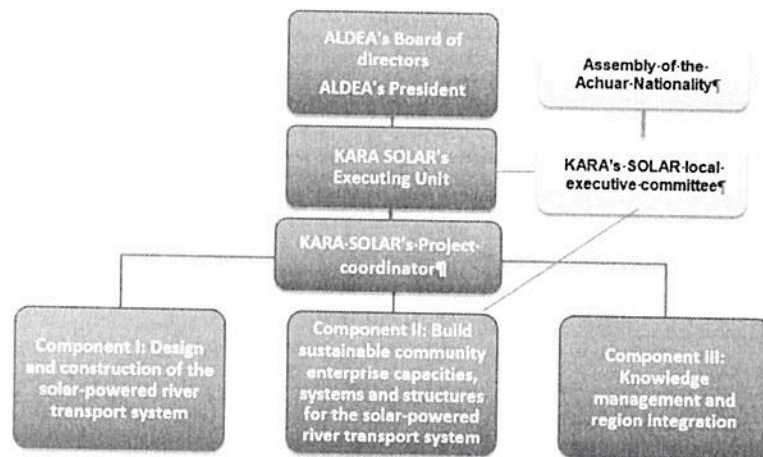 ALDEA's Board of
directors
ALDEA's President
Assembly·of·the·
Achuar·Nationality¶
KARA SOLAR's
Executing Unit
KARA's·SOLAR·local·
executive·committee¶
KARA·SOLAR's·Project·
coordinator¶
Component I: Design
and construction of the
solar-powered river
transport system
Component II: Build
sustainable community
enterprise capacities,
systems and structures
for the solar-powered
river transport system
Component III:
Knowledge
management and
region integration